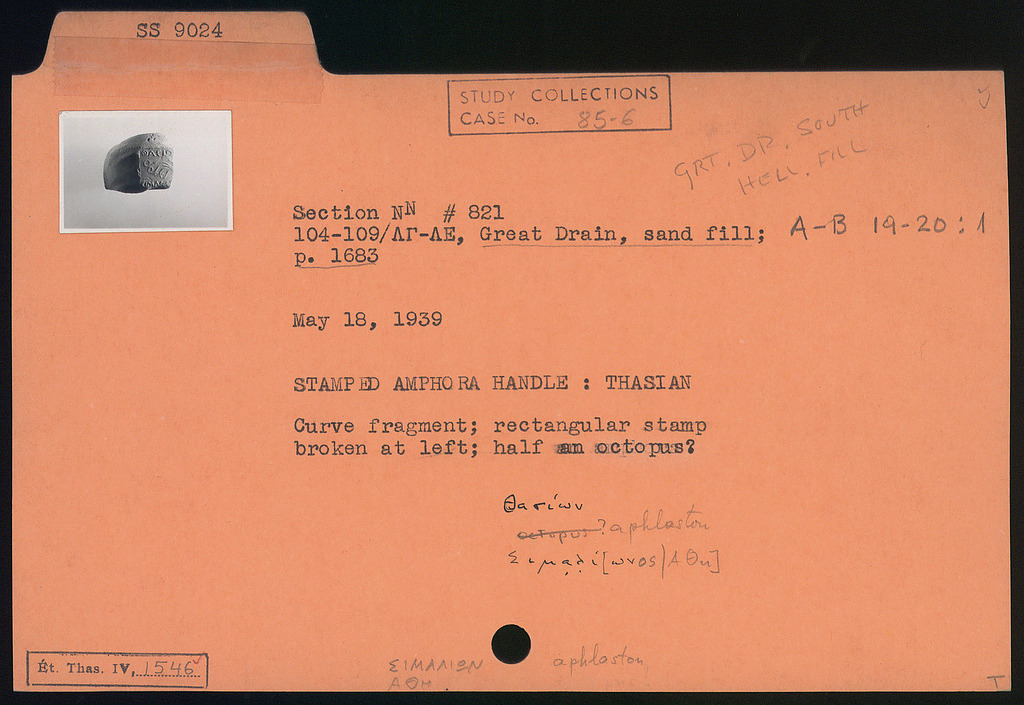 SS 9024
STUDY COLLECTIONS
CASE No. 85-6
GRT. DR. SOUTH
HELL. FILL
Section NN # 821
104-109/ΛΓ-ΛΕ, Great Drain, sand fill; A-B 19-20:1
p. 1683
May 18, 1939
STAMPED AMPHORA HANDLE : THASIAN
Curve fragment; rectangular stamp
broken at left; half an octopus?
Θασίων
octopus? aphlaston
Σιμαλί[ωνος/ΑΘη]
Ét. Thas. IV, 1546
ΣΙΜΑΛΙΩΝ aphlaston
ΑΘΗ
T